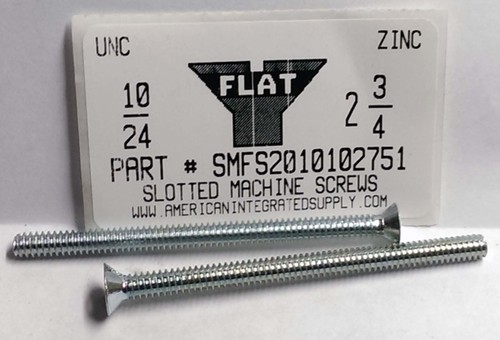 UNC ZINC
FLAT
10/24 2 3/4
PART # SMFS2010102751
SLOTTED MACHINE SCREWS
WWW.AMERICANINTEGRATEDSUPPLY.COM